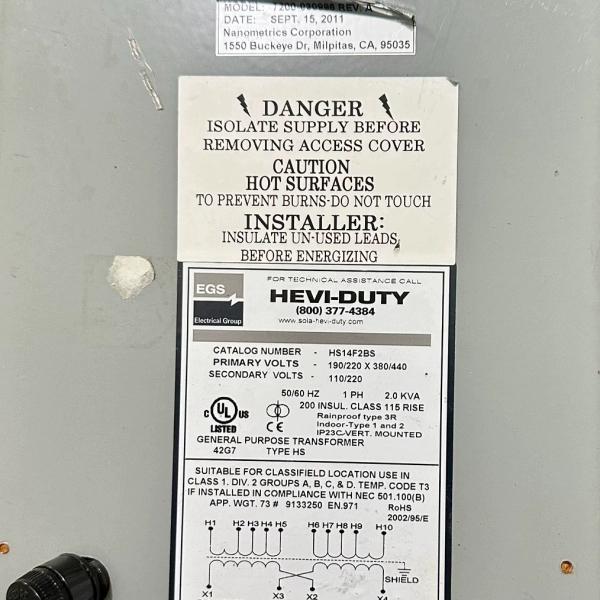 MODEL: 7200-030996 REV. A
DATE: SEPT. 15, 2011
Nanometrics Corporation
1550 Buckeye Dr, Milpitas, CA, 95035
DANGER
ISOLATE SUPPLY BEFORE
REMOVING ACCESS COVER
CAUTION
HOT SURFACES
TO PREVENT BURNS-DO NOT TOUCH
INSTALLER:
INSULATE UN-USED LEADS
BEFORE ENERGIZING
EGS
Electrical Group
FOR TECHNICAL ASSISTANCE CALL
HEVI-DUTY
(800) 377-4384
www.sola-hevi-duty.com
CATALOG NUMBER - HS14F2BS
PRIMARY VOLTS - 190/220 X 380/440
SECONDARY VOLTS - 110/220
50/60 HZ 1 PH 2.0 KVA
200 INSUL. CLASS 115 RISE
Rainproof type 3R
Indoor-Type 1 and 2
IP23C-VERT. MOUNTED
C UL US
LISTED
CE
GENERAL PURPOSE TRANSFORMER
42G7 TYPE HS
SUITABLE FOR CLASSIFIELD LOCATION USE IN
CLASS 1. DIV. 2 GROUPS A, B, C, & D. TEMP. CODE T3
IF INSTALLED IN COMPLIANCE WITH NEC 501.100(B)
APP. WGT. 73 # 9133250 EN.971 RoHS
2002/95/E
H1 H2 H3 H4 H5 H6 H7 H8 H9 H10
SHIELD
X1 X3 X2 X4